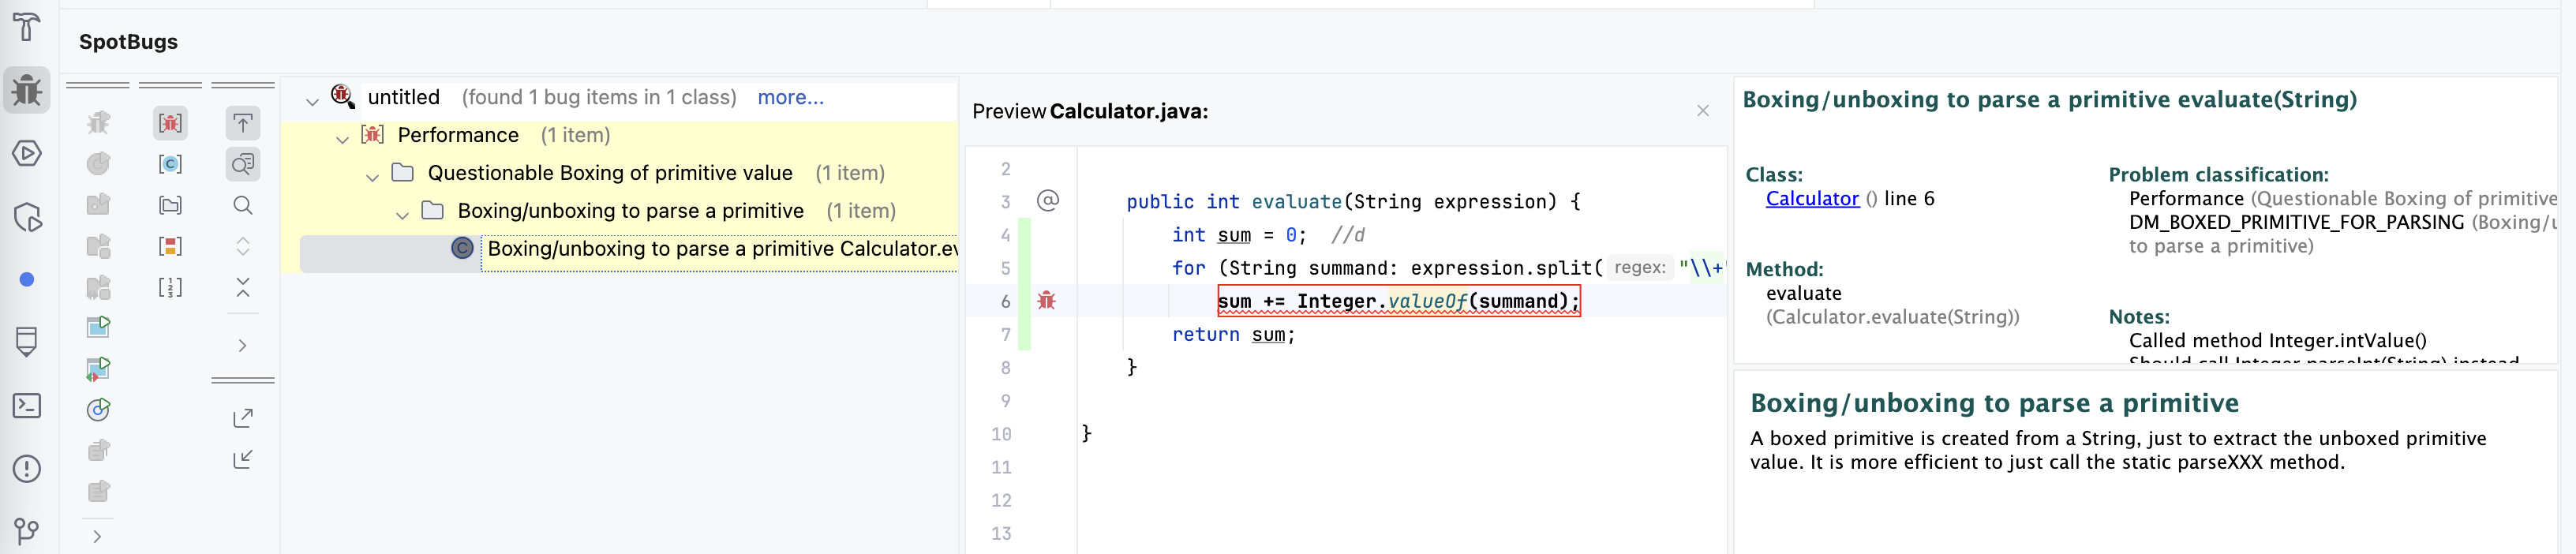 SpotBugs
untitled (found 1 bug items in 1 class) more...
Performance (1 item)
Questionable Boxing of primitive value (1 item)
Boxing/unboxing to parse a primitive (1 item)
Boxing/unboxing to parse a primitive Calculator.ev
Preview Calculator.java:
2
3 @ public int evaluate(String expression) {
4 int sum = 0; //d
5 for (String summand: expression.split( regex: "\\+"
6 sum += Integer.valueOf(summand);
7 return sum;
8 }
9
10 }
11
12
13
Boxing/unboxing to parse a primitive evaluate(String)
Class:
Calculator () line 6
Method:
evaluate
(Calculator.evaluate(String))
Problem classification:
Performance (Questionable Boxing of primitive
DM_BOXED_PRIMITIVE_FOR_PARSING (Boxing/u
to parse a primitive)
Notes:
Called method Integer.intValue()
Should call Integer.parseInt(String) instead
Boxing/unboxing to parse a primitive
A boxed primitive is created from a String, just to extract the unboxed primitive
value. It is more efficient to just call the static parseXXX method.